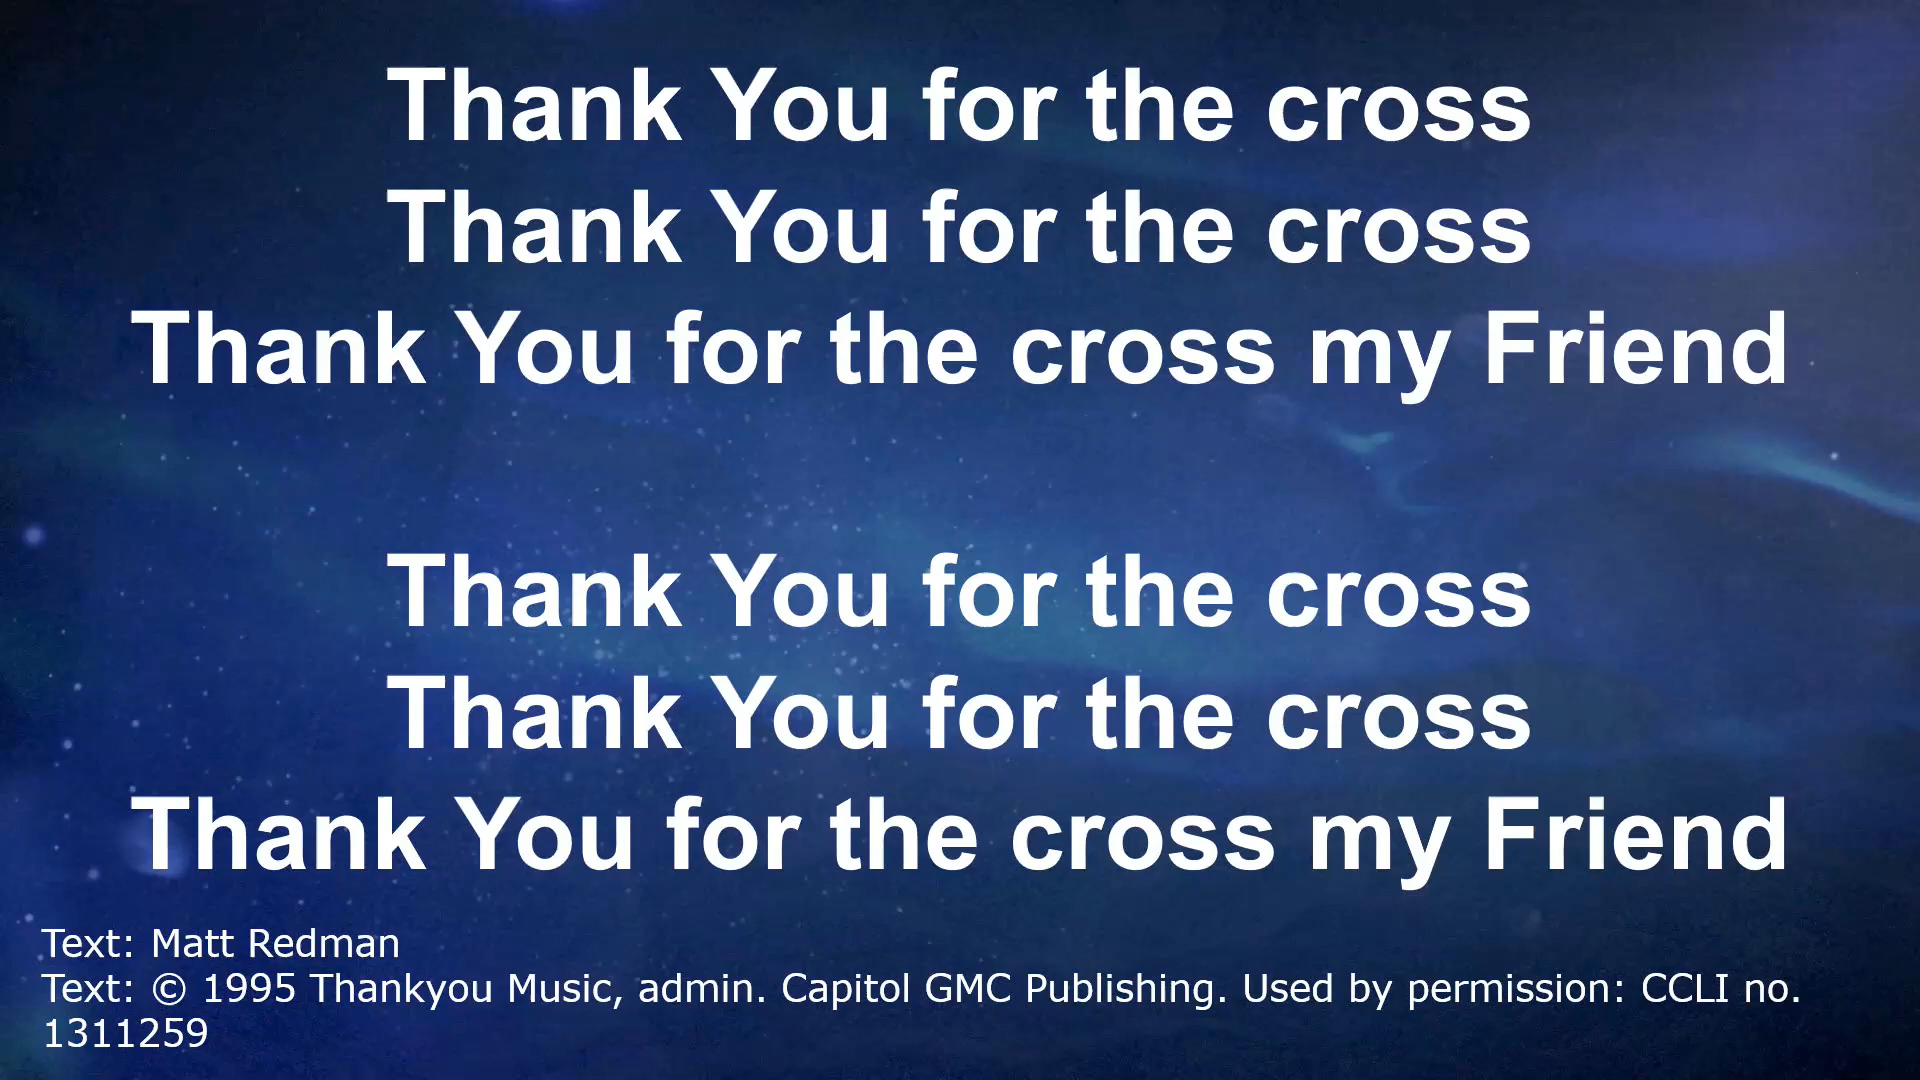 Thank You for the cross
Thank You for the cross
Thank You for the cross my Friend
Thank You for the cross
Thank You for the cross
Thank You for the cross my Friend
Text: Matt Redman
Text: © 1995 Thankyou Music, admin. Capitol GMC Publishing. Used by permission: CCLI no.
1311259